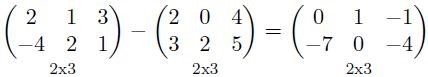 ( 2 1 3 ) − ( 2 0 4 ) = ( 0 1 −1 )
( −4 2 1 ) ( 3 2 5 ) ( −7 0 −4 )
2x3 2x3 2x3